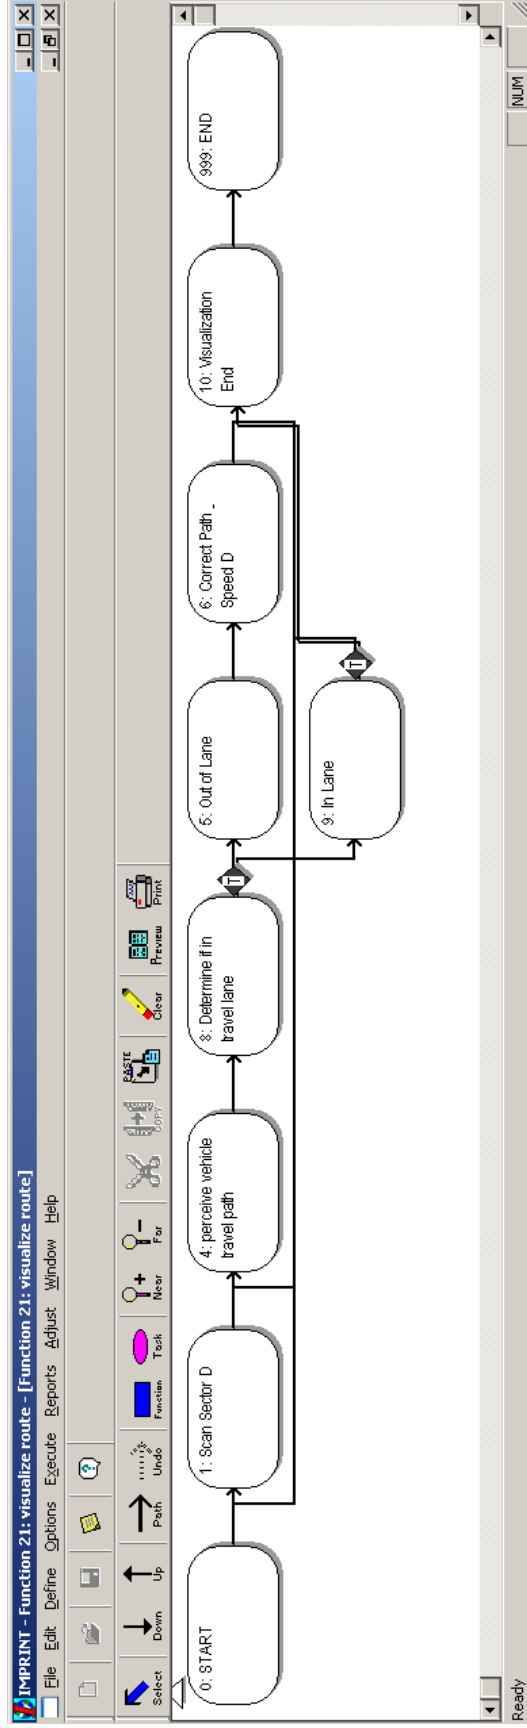 IMPRINT - Function 21: visualize route - [Function 21: visualize route]
File Edit Define Options Execute Reports Adjust Window Help
Select Down Up Path Undo Function Task Near Far COPY PASTE Clear Preview Print
0: START
1: Scan Sector D
4: perceive vehicle
travel path
8: Determine if in
travel lane
T
5: Out of Lane
6: Correct Path_
Speed D
10: Visualization
End
999: END
9: In Lane
T
Ready
NUM